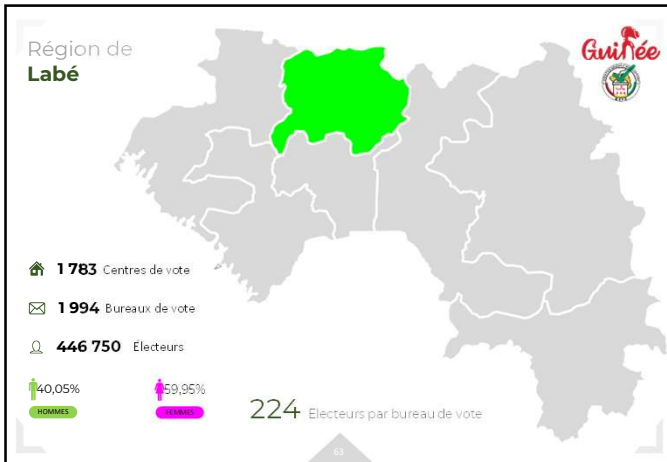 Région de
Labé
Guinée
1 783 Centres de vote
1 994 Bureaux de vote
446 750 Électeurs
40,05%
59,95%
HOMMES
FEMMES
224 Electeurs par bureau de vote
63